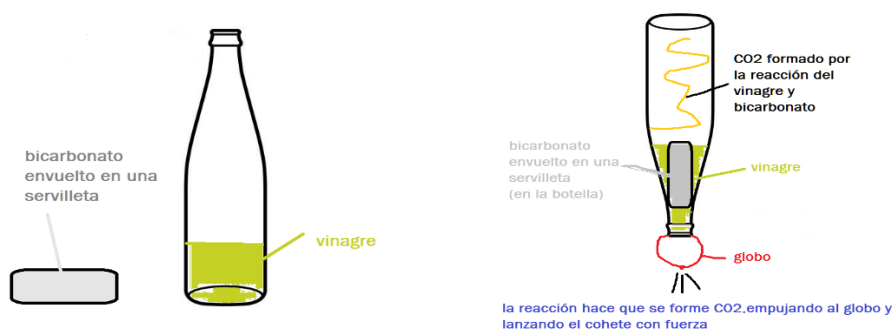 bicarbonato
envuelto en una
servilleta
vinagre
CO2 formado por
la reacción del
vinagre y
bicarbonato
bicarbonato
envuelto en una
servilleta
(en la botella)
vinagre
globo
la reacción hace que se forme CO2,empujando al globo y
lanzando el cohete con fuerza